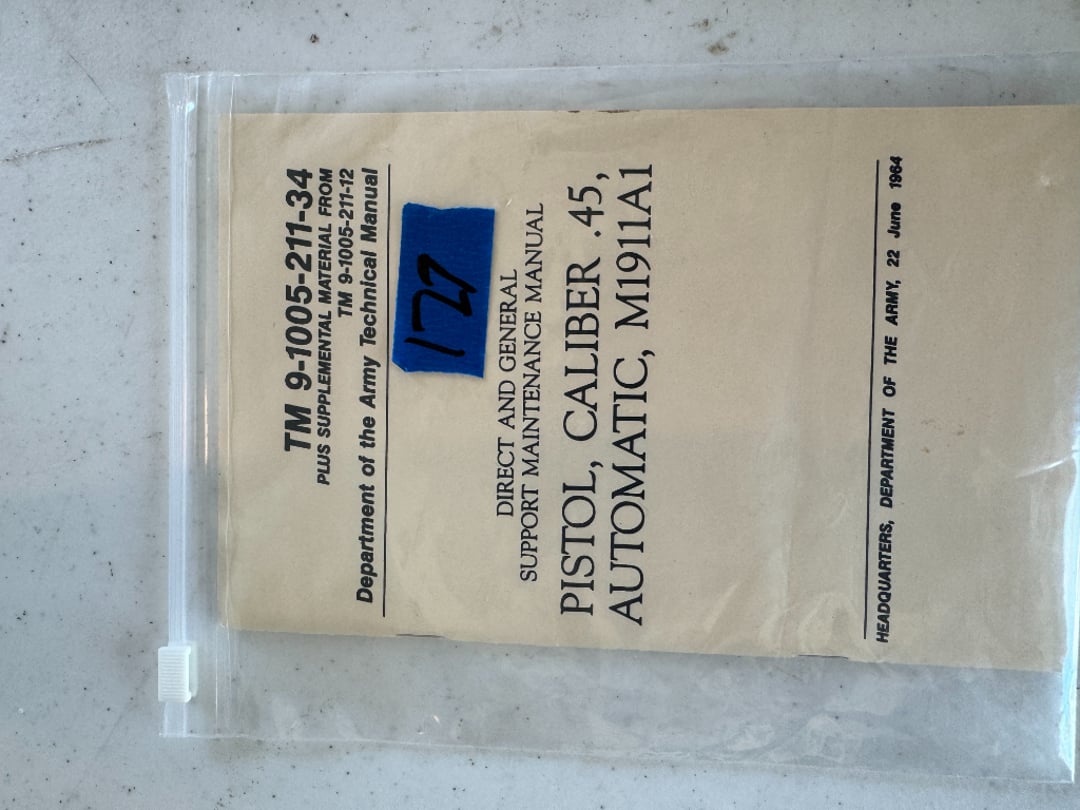 TM 9-1005-211-34
PLUS SUPPLEMENTAL MATERIAL FROM
TM 9-1005-211-12
Department of the Army Technical Manual
177
DIRECT AND GENERAL
SUPPORT MAINTENANCE MANUAL
PISTOL, CALIBER .45,
AUTOMATIC, M1911A1
HEADQUARTERS, DEPARTMENT OF THE ARMY, 22 June 1964